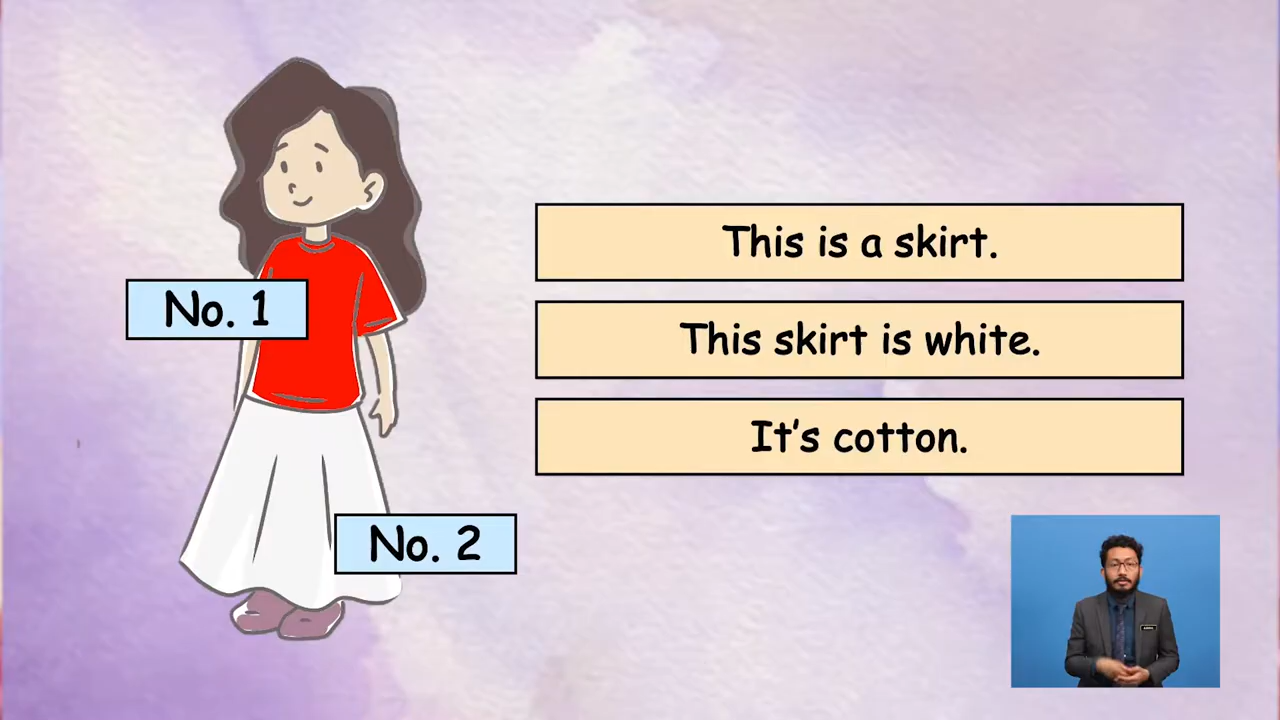 No. 1
No. 2
This is a skirt.
This skirt is white.
It's cotton.